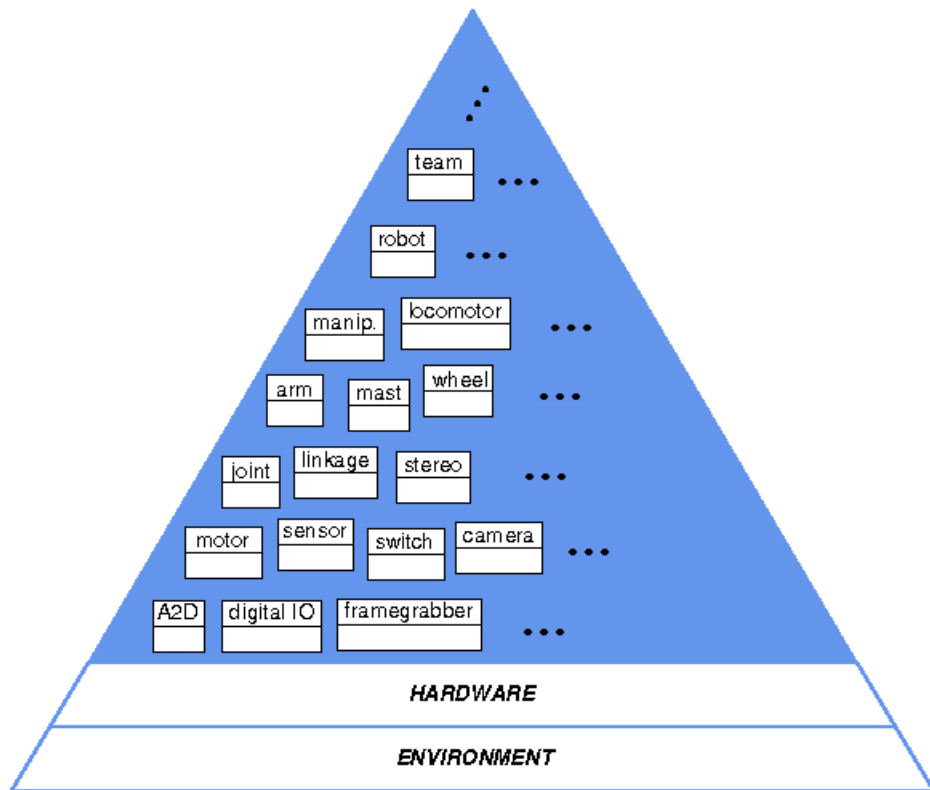 team
robot
manip. locomotor
arm mast wheel
joint linkage stereo
motor sensor switch camera
A2D digital IO framegrabber
HARDWARE
ENVIRONMENT